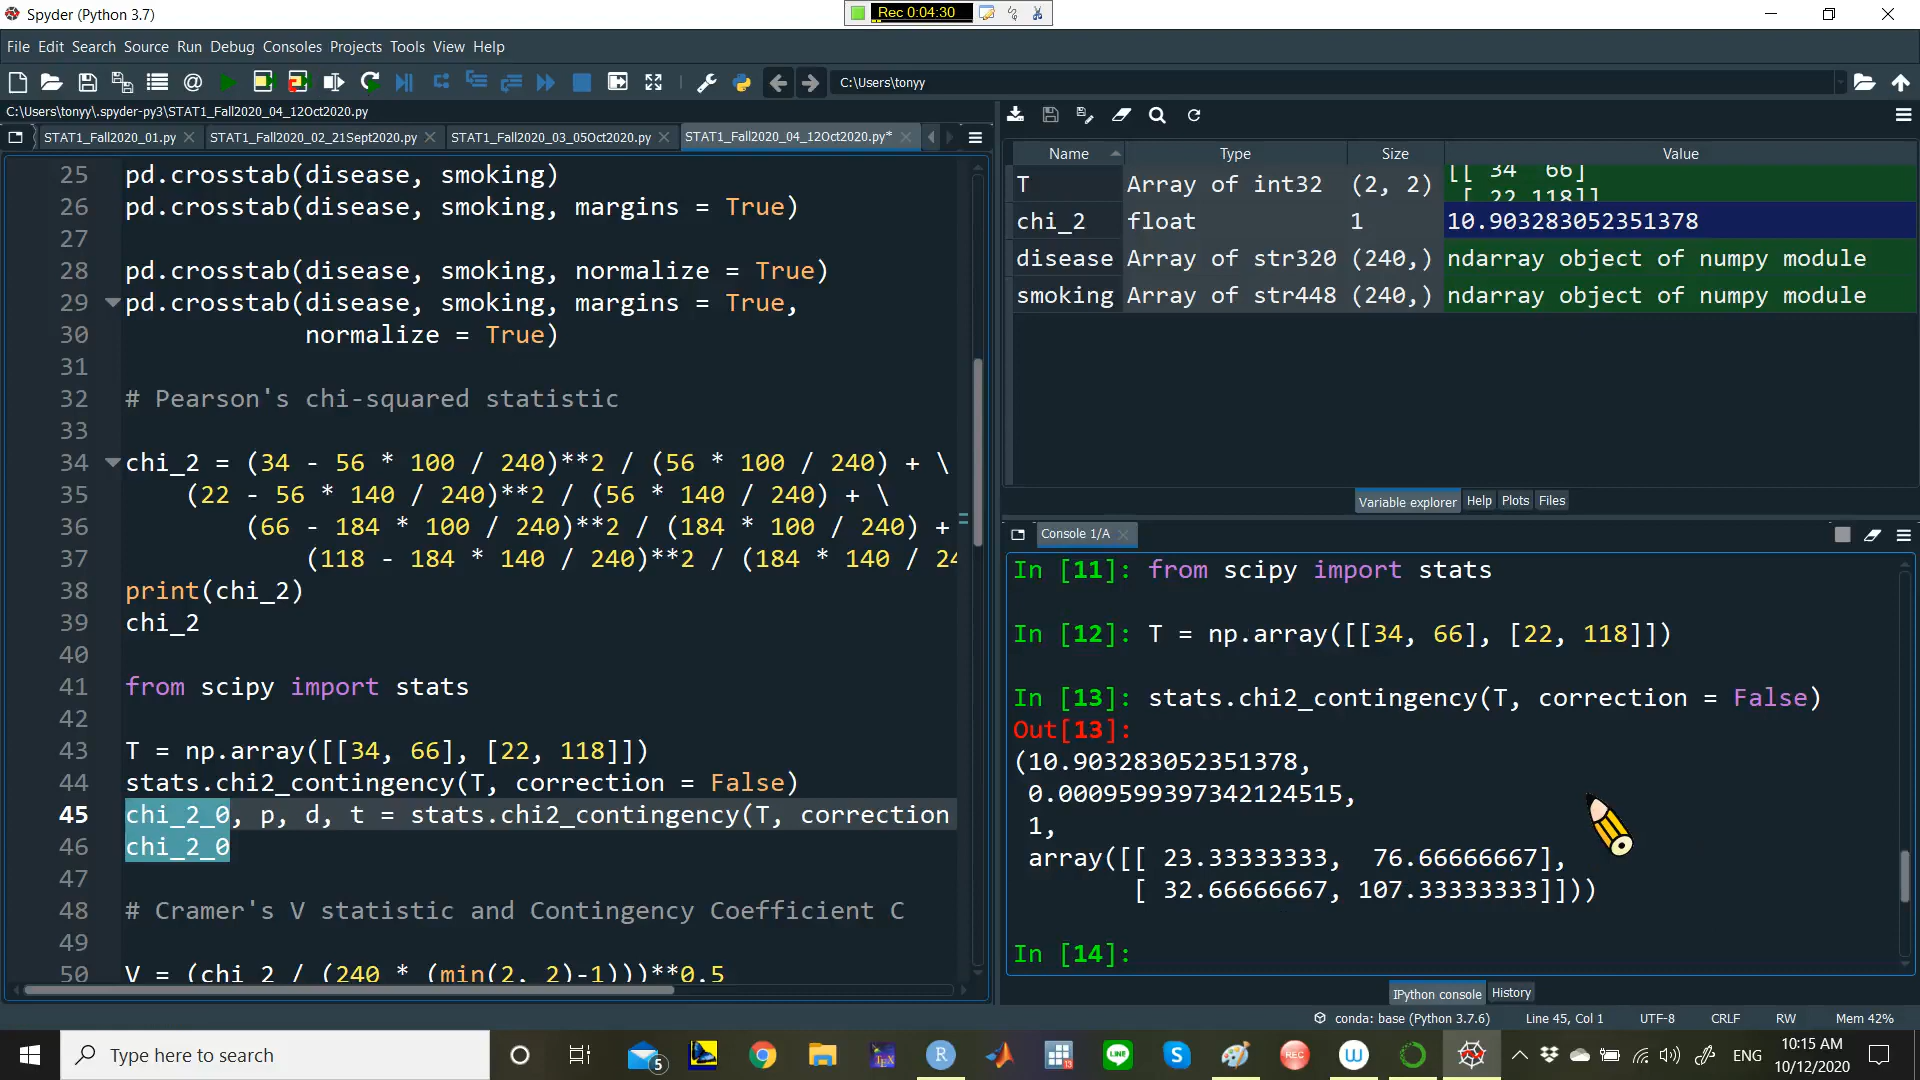 Spyder (Python 3.7)
Rec 0:04:30
File Edit Search Source Run Debug Consoles Projects Tools View Help
C:\Users\tonyy
C:\Users\tonyy\.spyder-py3\STAT1_Fall2020_04_12Oct2020.py
STAT1_Fall2020_01.py STAT1_Fall2020_02_21Sept2020.py STAT1_Fall2020_03_05Oct2020.py STAT1_Fall2020_04_12Oct2020.py*
25 pd.crosstab(disease, smoking)
26 pd.crosstab(disease, smoking, margins = True)
27
28 pd.crosstab(disease, smoking, normalize = True)
29 pd.crosstab(disease, smoking, margins = True,
30 normalize = True)
31
32 # Pearson's chi-squared statistic
33
34 chi_2 = (34 - 56 * 100 / 240)**2 / (56 * 100 / 240) + \
35 (22 - 56 * 140 / 240)**2 / (56 * 140 / 240) + \
36 (66 - 184 * 100 / 240)**2 / (184 * 100 / 240) +
37 (118 - 184 * 140 / 240)**2 / (184 * 140 / 24
38 print(chi_2)
39 chi_2
40
41 from scipy import stats
42
43 T = np.array([[34, 66], [22, 118]])
44 stats.chi2_contingency(T, correction = False)
45 chi_2_0, p, d, t = stats.chi2_contingency(T, correction
46 chi_2_0
47
48 # Cramer's V statistic and Contingency Coefficient C
49
50 V = (chi_2 / (240 * (min(2, 2)-1)))**0.5
Name Type Size Value
T Array of int32 (2, 2) [[ 34 66]
[ 22 118]]
chi_2 float 1 10.903283052351378
disease Array of str320 (240,) ndarray object of numpy module
smoking Array of str448 (240,) ndarray object of numpy module
Variable explorer Help Plots Files
Console 1/A
In [11]: from scipy import stats
In [12]: T = np.array([[34, 66], [22, 118]])
In [13]: stats.chi2_contingency(T, correction = False)
Out[13]:
(10.903283052351378,
0.0009599397342124515,
1,
array([[ 23.33333333, 76.66666667],
[ 32.66666667, 107.33333333]]))
In [14]:
IPython console History
conda: base (Python 3.7.6) Line 45, Col 1 UTF-8 CRLF RW Mem 42%
Type here to search
5
TEX
R
13
LINE
S
REC
W
ENG
10:15 AM
10/12/2020